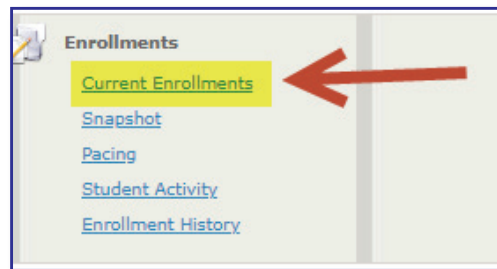 Enrollments
Current Enrollments
Snapshot
Pacing
Student Activity
Enrollment History